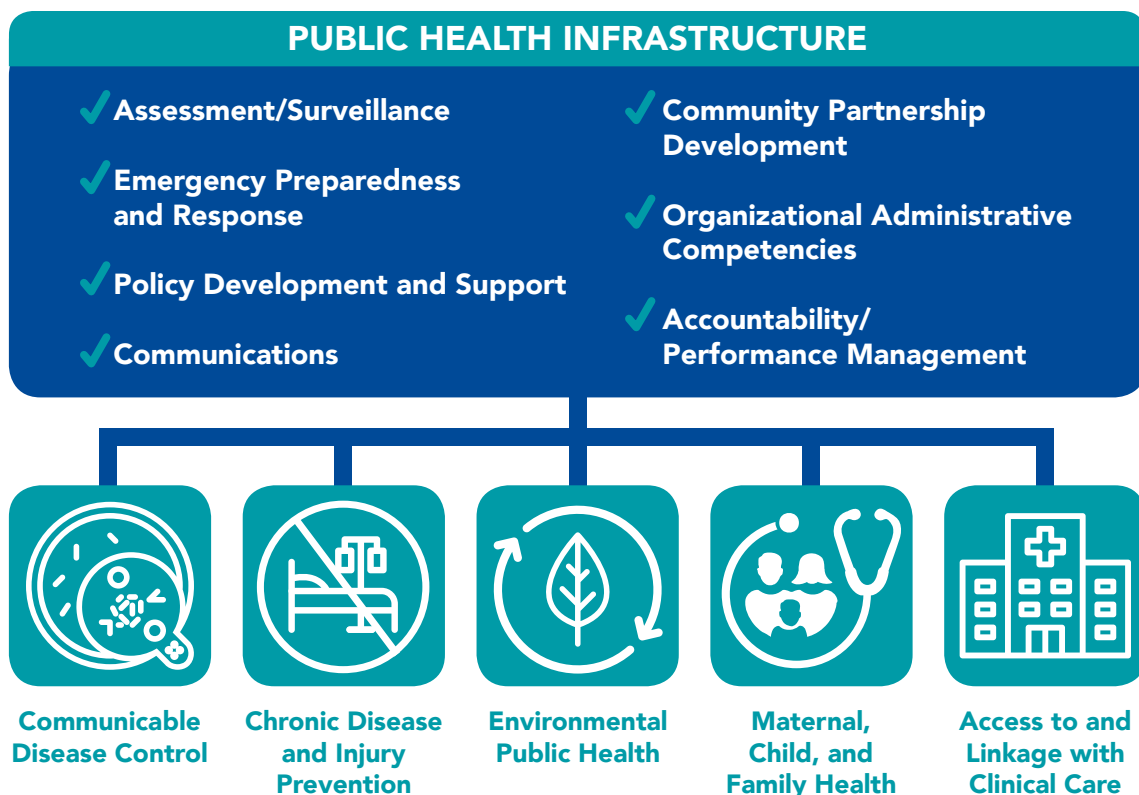 PUBLIC HEALTH INFRASTRUCTURE
Assessment/Surveillance
Emergency Preparedness
and Response
Policy Development and Support
Communications
Community Partnership
Development
Organizational Administrative
Competencies
Accountability/
Performance Management
Communicable
Disease Control
Chronic Disease
and Injury
Prevention
Environmental
Public Health
Maternal,
Child, and
Family Health
Access to and
Linkage with
Clinical Care